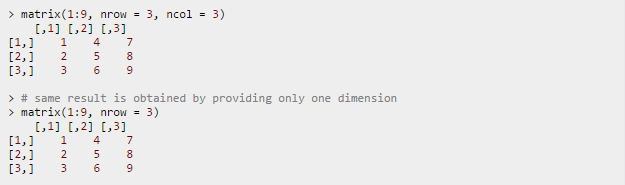 > matrix(1:9, nrow = 3, ncol = 3)
    [,1] [,2] [,3]
[1,]    1    4    7
[2,]    2    5    8
[3,]    3    6    9
> # same result is obtained by providing only one dimension
> matrix(1:9, nrow = 3)
    [,1] [,2] [,3]
[1,]    1    4    7
[2,]    2    5    8
[3,]    3    6    9